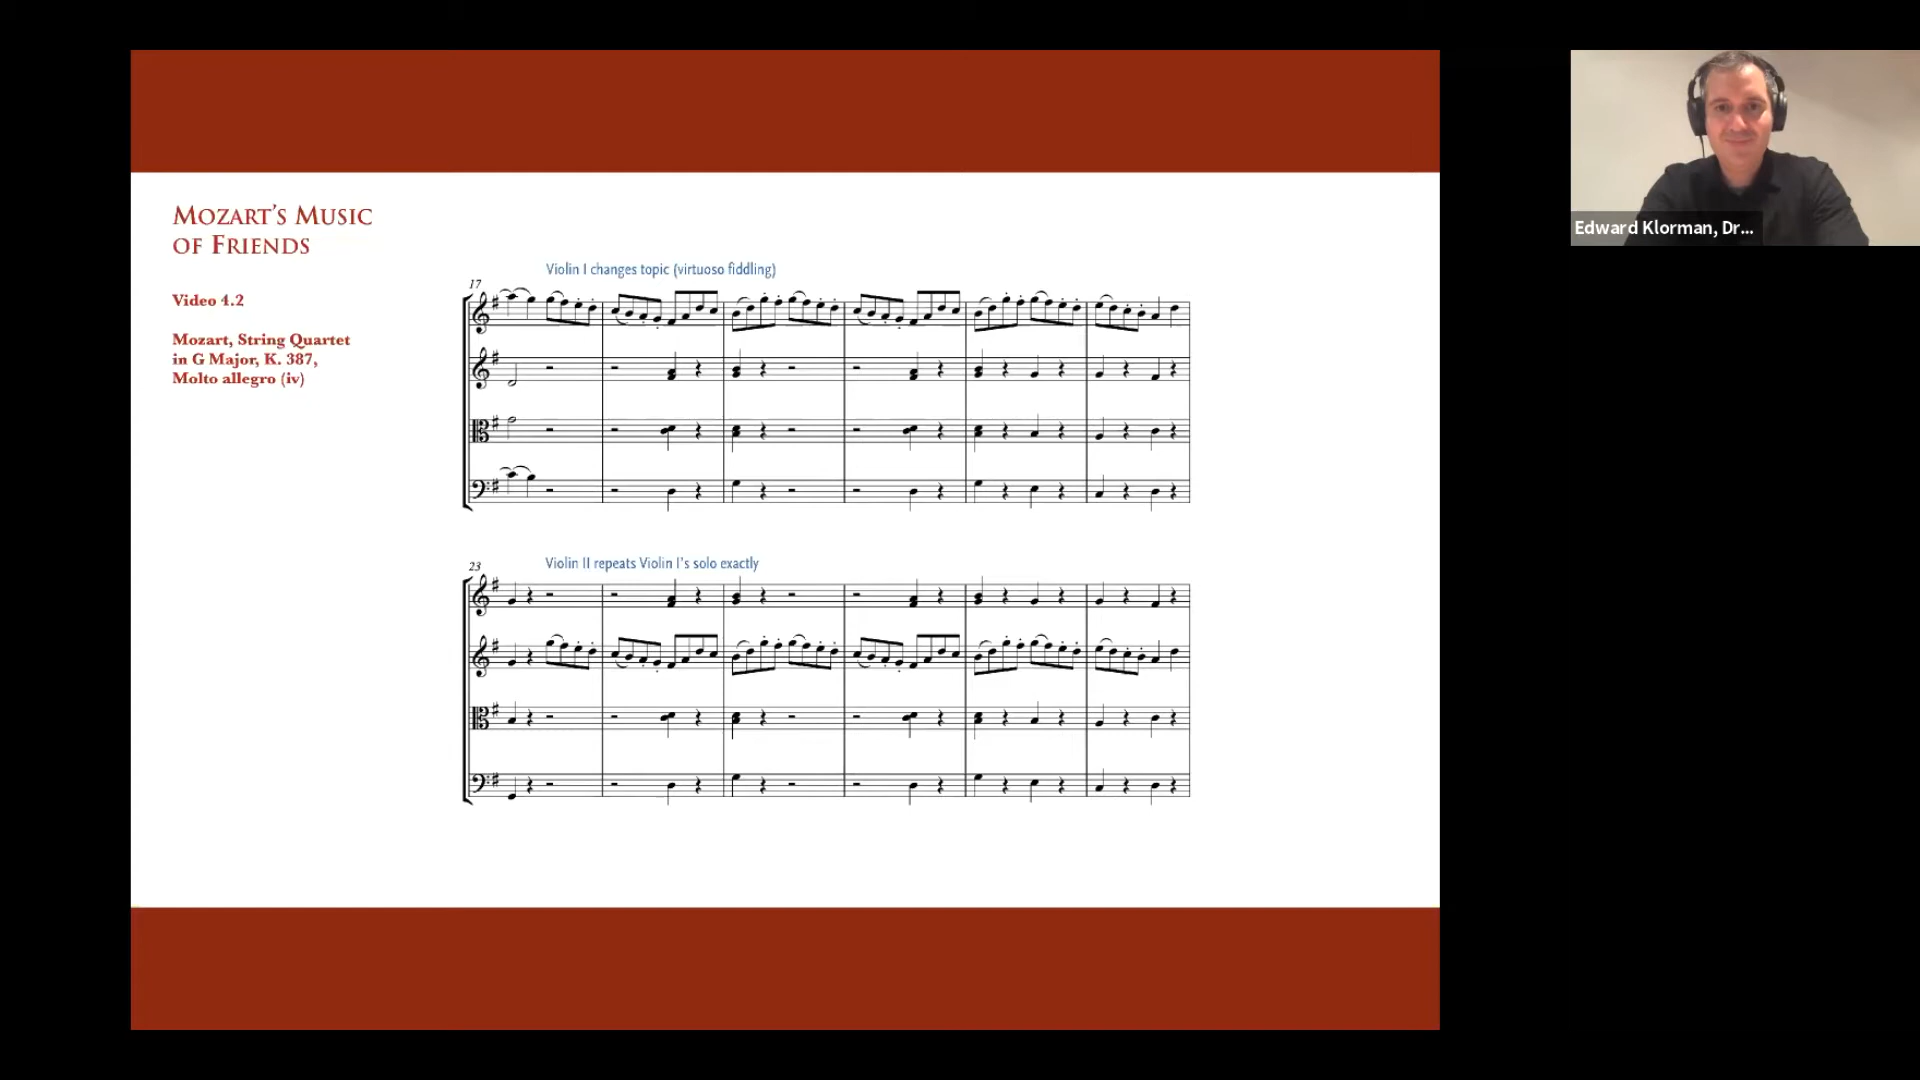 MOZART'S MUSIC
OF FRIENDS
Video 4.2
Mozart, String Quartet
in G Major, K. 387,
Molto allegro (iv)
Violin I changes topic (virtuoso fiddling)
17
Violin II repeats Violin I's solo exactly
23
Edward Klorman, Dr...